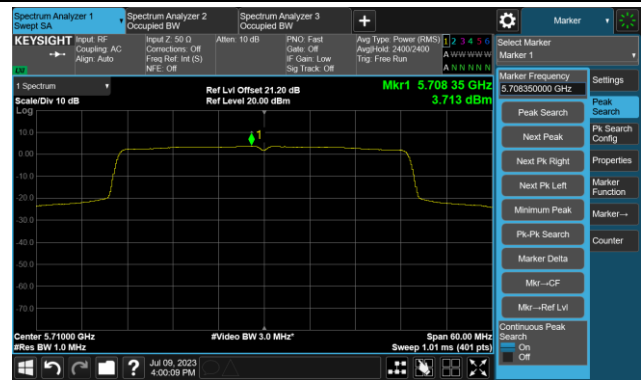 Spectrum Analyzer 1
Swept SA
Spectrum Analyzer 2
Occupied BW
Spectrum Analyzer 3
Occupied BW
+
Marker
KEYSIGHT
Input: RF
Coupling: AC
Align: Auto
Input Z: 50 Ω
Corrections: Off
Freq Ref: Int (S)
NFE: Off
Atten: 10 dB
PNO: Fast
Gate: Off
IF Gain: Low
Sig Track: Off
Avg Type: Power (RMS)
Avg|Hold: 2400/2400
Trig: Free Run
1 2 3 4 5 6
A W W W W W
A N N N N N
LW
Select Marker
Marker 1
1 Spectrum
Scale/Div 10 dB
Log
Ref Lvl Offset 21.20 dB
Ref Level 20.00 dBm
Mkr1 5.708 35 GHz
3.713 dBm
10.0
0.00
-10.0
-20.0
-30.0
-40.0
-50.0
-60.0
-70.0
1
Center 5.71000 GHz
#Res BW 1.0 MHz
#Video BW 3.0 MHz*
Span 60.00 MHz
Sweep 1.01 ms (401 pts)
Marker Frequency
5.708350000 GHz
Peak Search
Next Peak
Next Pk Right
Next Pk Left
Minimum Peak
Pk-Pk Search
Marker Delta
Mkr→CF
Mkr→Ref Lvl
Continuous Peak
Search
On
Off
Settings
Peak
Search
Pk Search
Config
Properties
Marker
Function
Marker→
Counter
?
Jul 09, 2023
4:00:09 PM